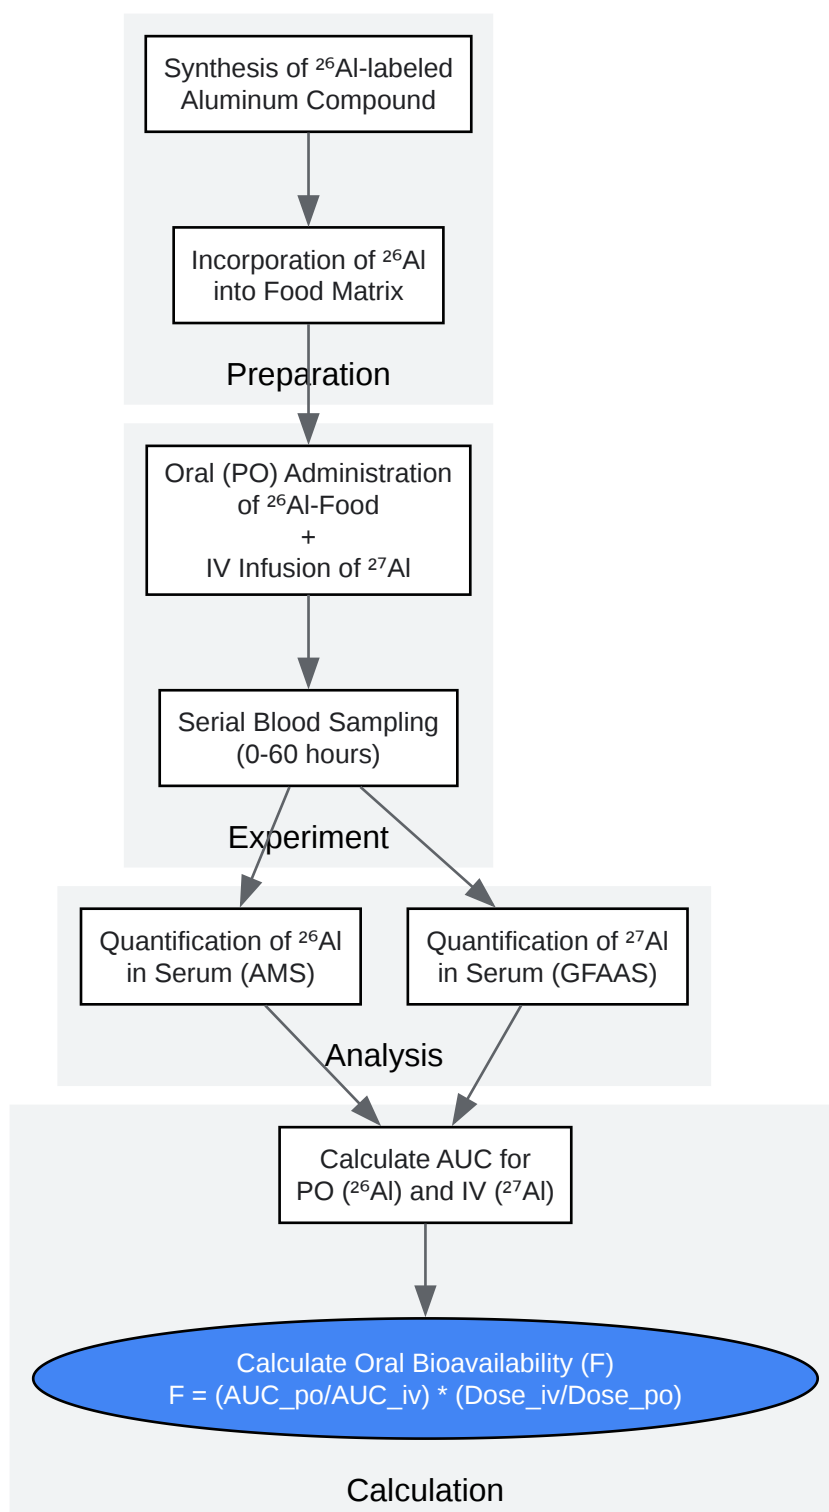 Synthesis of ²⁶Al-labeled
Aluminum Compound
Incorporation of ²⁶Al
into Food Matrix
Preparation
Oral (PO) Administration
of ²⁶Al-Food
+
IV Infusion of ²⁷Al
Serial Blood Sampling
(0-60 hours)
Experiment
Quantification of ²⁶Al
in Serum (AMS)
Quantification of ²⁷Al
in Serum (GFAAS)
Analysis
Calculate AUC for
PO (²⁶Al) and IV (²⁷Al)
Calculate Oral Bioavailability (F)
F = (AUC_po/AUC_iv) * (Dose_iv/Dose_po)
Calculation